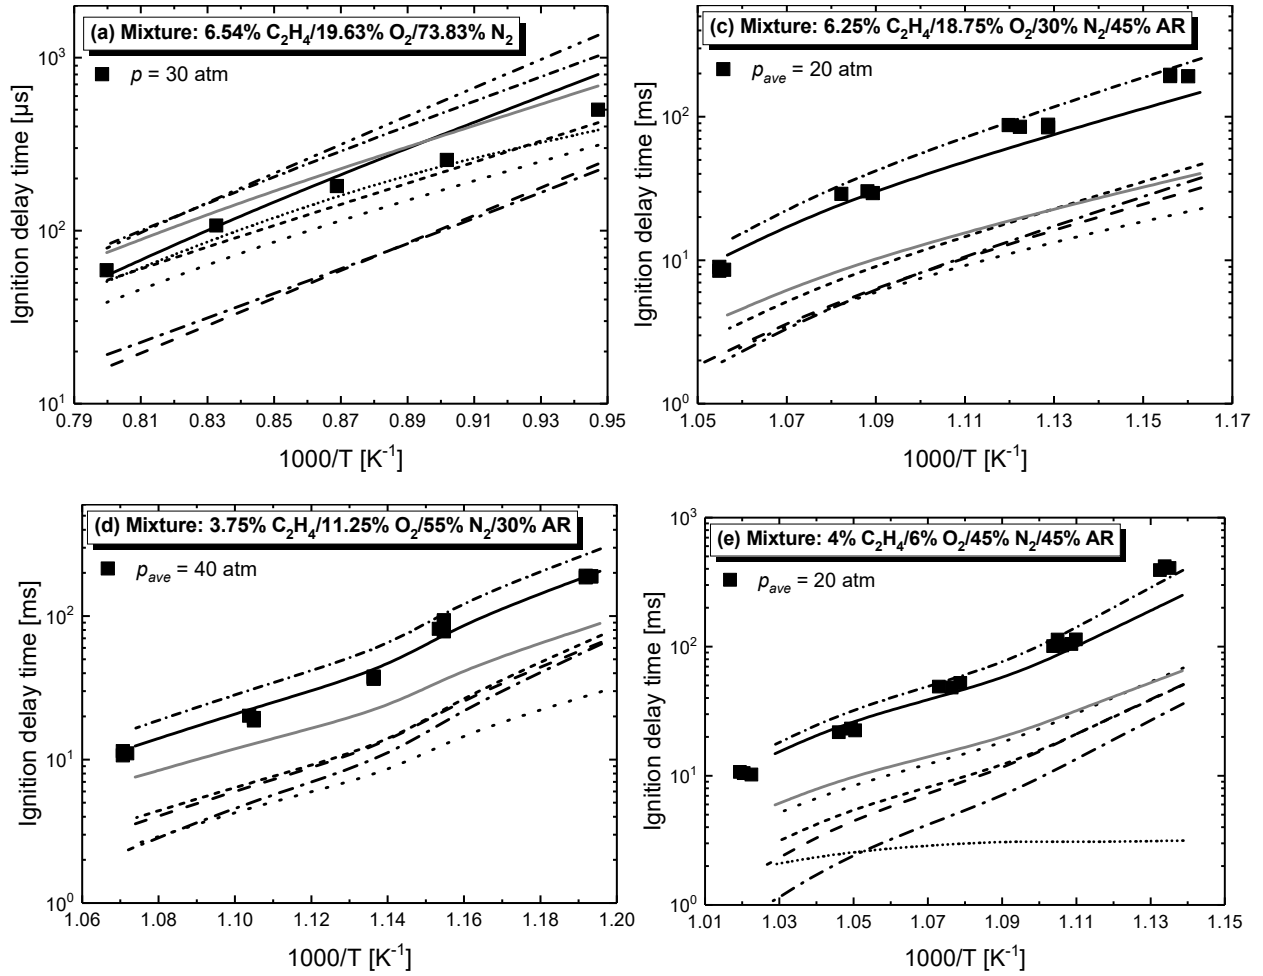 (a) Mixture: 6.54% C₂H₄/19.63% O₂/73.83% N₂
p = 30 atm
Ignition delay time [µs]
10³
10²
10¹
0.79 0.81 0.83 0.85 0.87 0.89 0.91 0.93 0.95
1000/T [K⁻¹]
(c) Mixture: 6.25% C₂H₄/18.75% O₂/30% N₂/45% AR
pₐᵥₑ = 20 atm
Ignition delay time [ms]
10²
10¹
10⁰
1.05 1.07 1.09 1.11 1.13 1.15 1.17
1000/T [K⁻¹]
(d) Mixture: 3.75% C₂H₄/11.25% O₂/55% N₂/30% AR
pₐᵥₑ = 40 atm
Ignition delay time [ms]
10²
10¹
10⁰
1.06 1.08 1.10 1.12 1.14 1.16 1.18 1.20
1000/T [K⁻¹]
(e) Mixture: 4% C₂H₄/6% O₂/45% N₂/45% AR
pₐᵥₑ = 20 atm
Ignition delay time [ms]
10³
10²
10¹
10⁰
1.01 1.03 1.05 1.07 1.09 1.11 1.13 1.15
1000/T [K⁻¹]